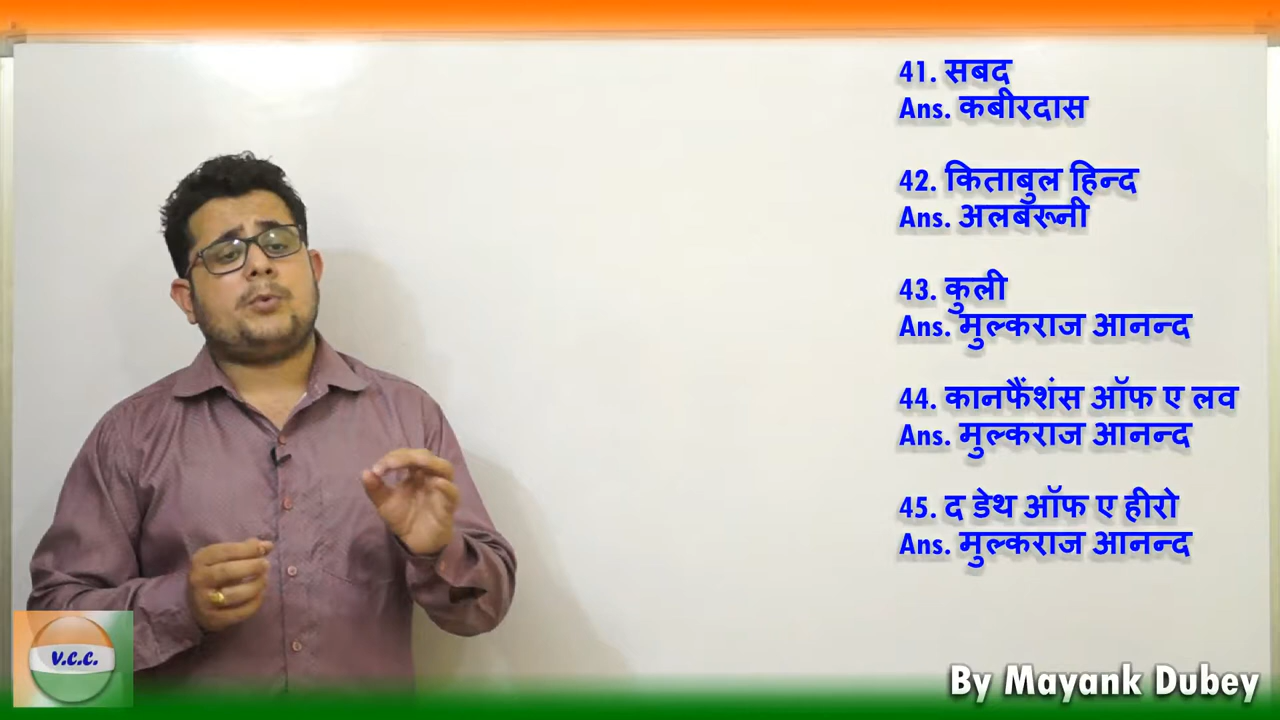 41. सबद
Ans. कबीरदास
42. किताबुल हिन्द
Ans. अलबरूनी
43. कुली
Ans. मुल्कराज आनन्द
44. कानफैंशंस ऑफ ए लव
Ans. मुल्कराज आनन्द
45. द डेथ ऑफ ए हीरो
Ans. मुल्कराज आनन्द
V.C.C.
By Mayank Dubey